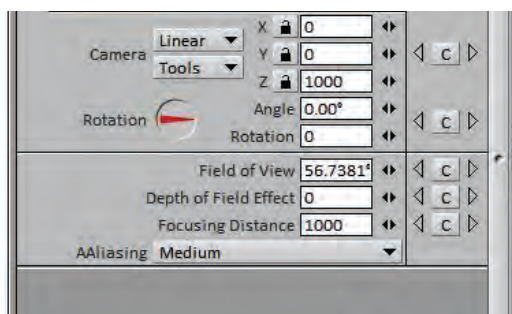 X 0
Linear
Camera Y 0 C
Tools
Z 1000
Angle 0.00°
Rotation C
Rotation 0
Field of View 56.7381° C
Depth of Field Effect 0 C
Focusing Distance 1000 C
AAliasing Medium